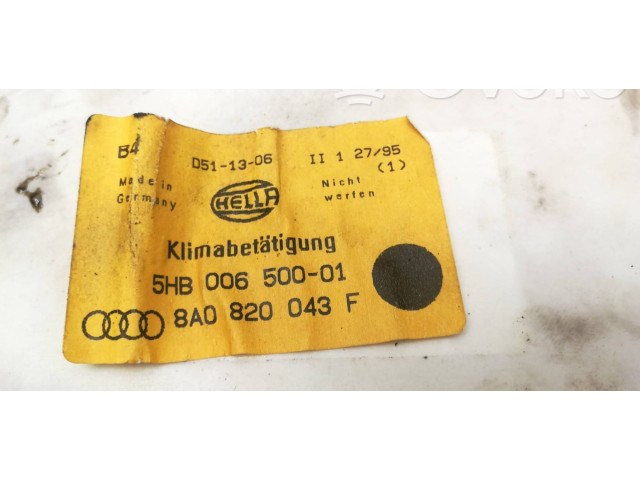 B4 D51-13-06 II 1 27/95
(1)
Made in
Germany
HELLA
Nicht
werfen
Klimabetätigung
5HB 006 500-01
8A0 820 043 F